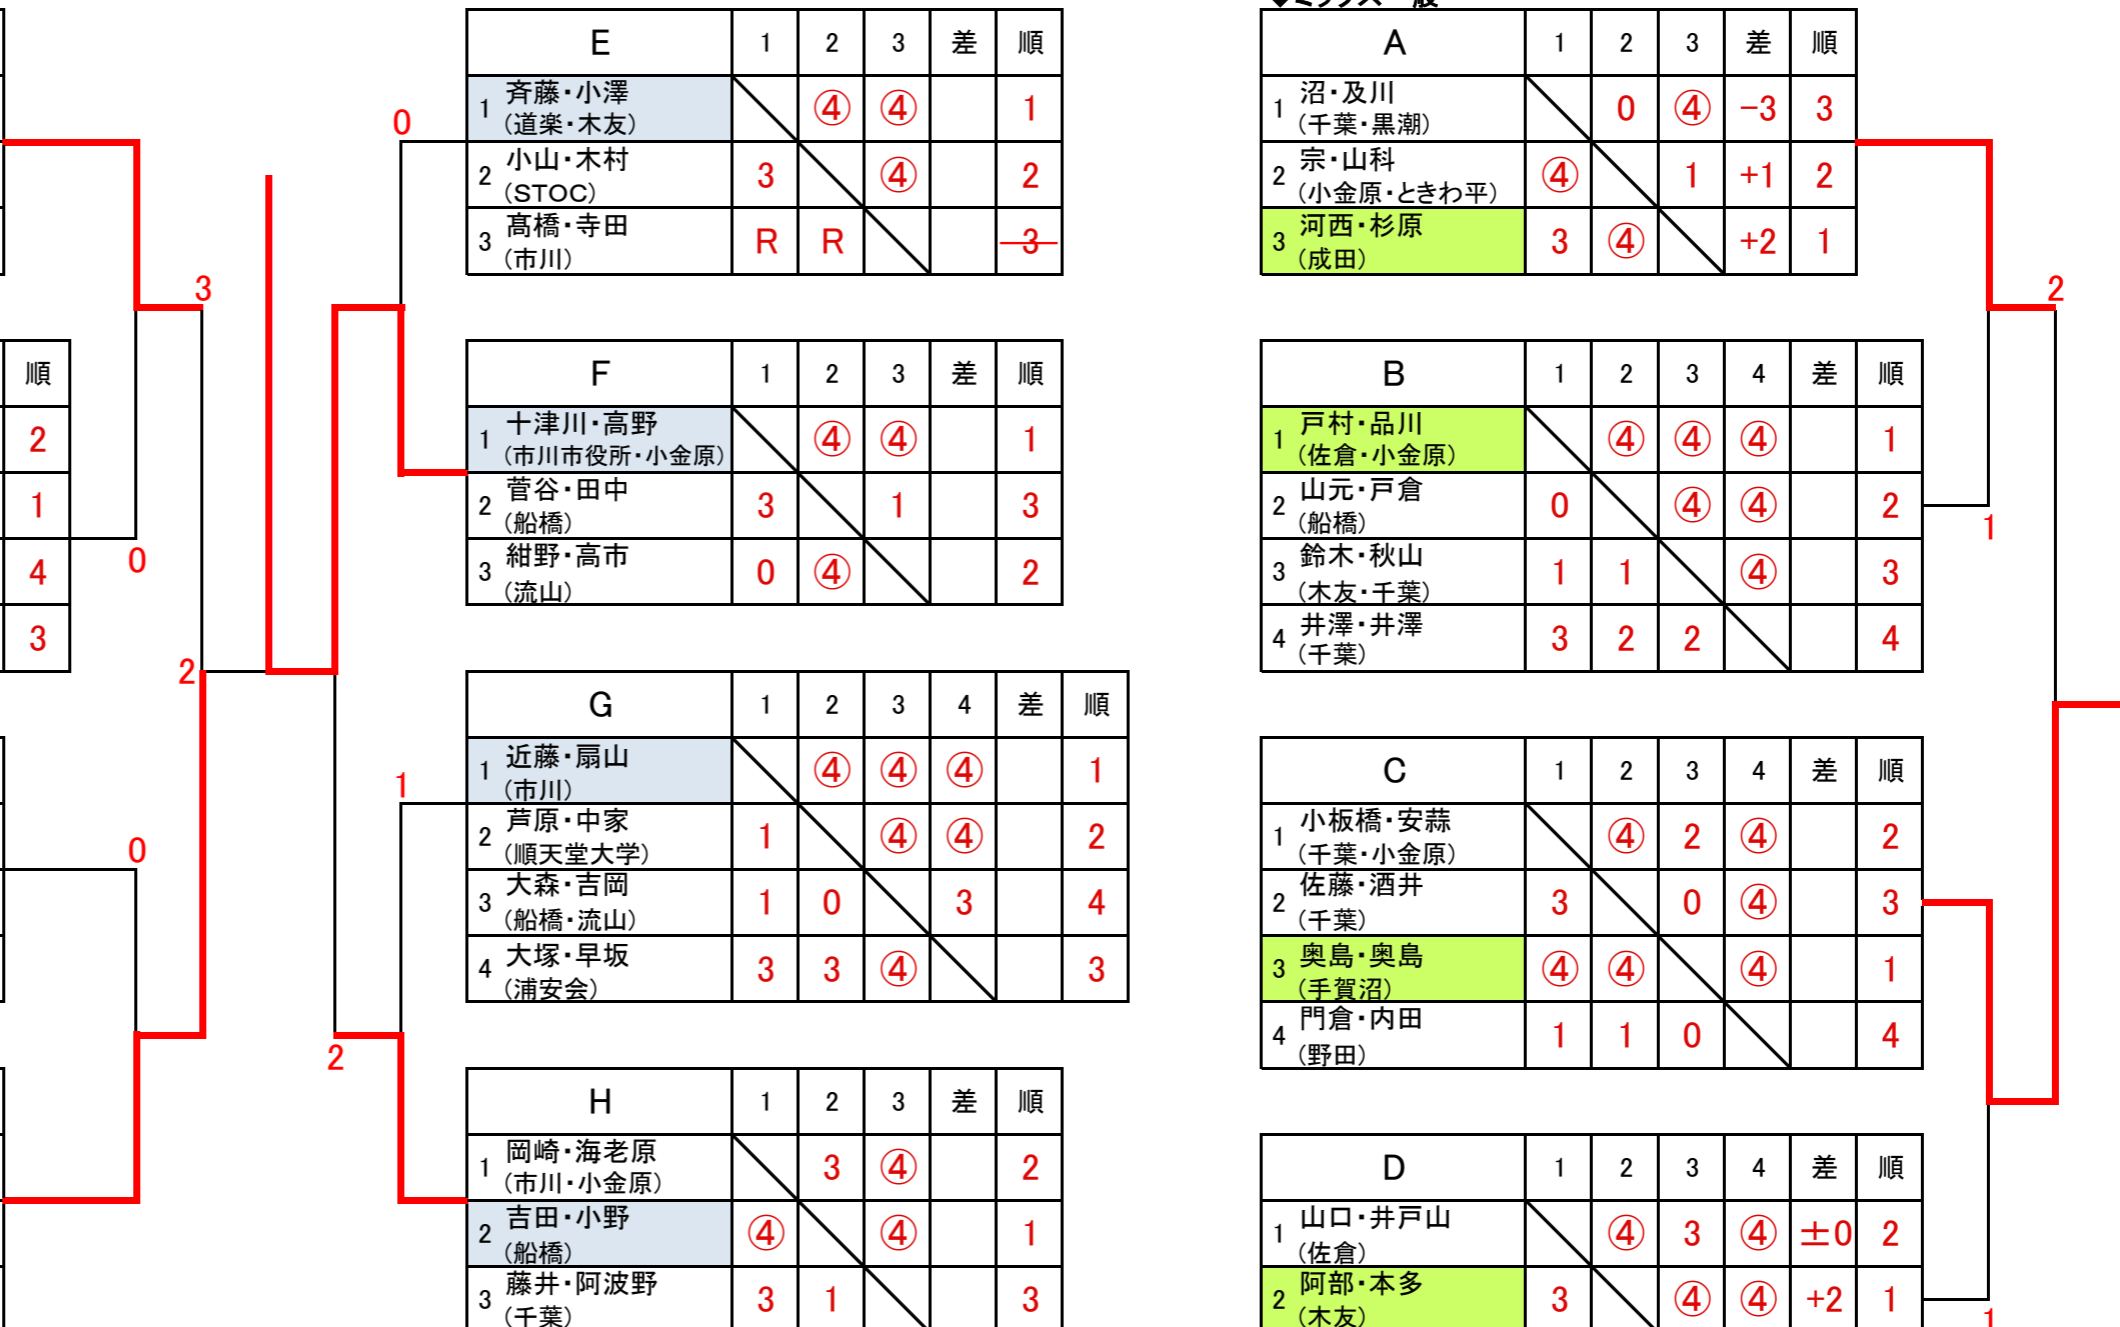 ◆ミックス一般
E 1 2 3 差 順
1 斉藤・小澤 ④ ④ 1
(道楽・木友)
2 小山・木村 3 ④ 2
(STOC)
3 髙橋・寺田 R R 3
(市川)
0
F 1 2 3 差 順
1 十津川・高野 ④ ④ 1
(市川市役所・小金原)
2 菅谷・田中 3 1 3
(船橋)
3 紺野・高市 0 ④ 2
(流山)
G 1 2 3 4 差 順
1 近藤・扇山 ④ ④ ④ 1
(市川)
2 芦原・中家 1 ④ ④ 2
(順天堂大学)
3 大森・吉岡 1 0 3 4
(船橋・流山)
4 大塚・早坂 3 3 ④ 3
(浦安会)
1
2
H 1 2 3 差 順
1 岡崎・海老原 3 ④ 2
(市川・小金原)
2 吉田・小野 ④ ④ 1
(船橋)
3 藤井・阿波野 3 1 3
(千葉)
3
順
2
1
4
3
0
2
0
A 1 2 3 差 順
1 沼・及川 0 ④ -3 3
(千葉・黒潮)
2 宗・山科 ④ 1 +1 2
(小金原・ときわ平)
3 河西・杉原 3 ④ +2 1
(成田)
2
B 1 2 3 4 差 順
1 戸村・品川 ④ ④ ④ 1
(佐倉・小金原)
2 山元・戸倉 0 ④ ④ 2
(船橋)
3 鈴木・秋山 1 1 ④ 3
(木友・千葉)
4 井澤・井澤 3 2 2 4
(千葉)
1
C 1 2 3 4 差 順
1 小板橋・安蒜 ④ 2 ④ 2
(千葉・小金原)
2 佐藤・酒井 3 0 ④ 3
(千葉)
3 奥島・奥島 ④ ④ ④ 1
(手賀沼)
4 門倉・内田 1 1 0 4
(野田)
D 1 2 3 4 差 順
1 山口・井戸山 ④ 3 ④ ±0 2
(佐倉)
2 阿部・本多 3 ④ ④ +2 1
(木友)
1